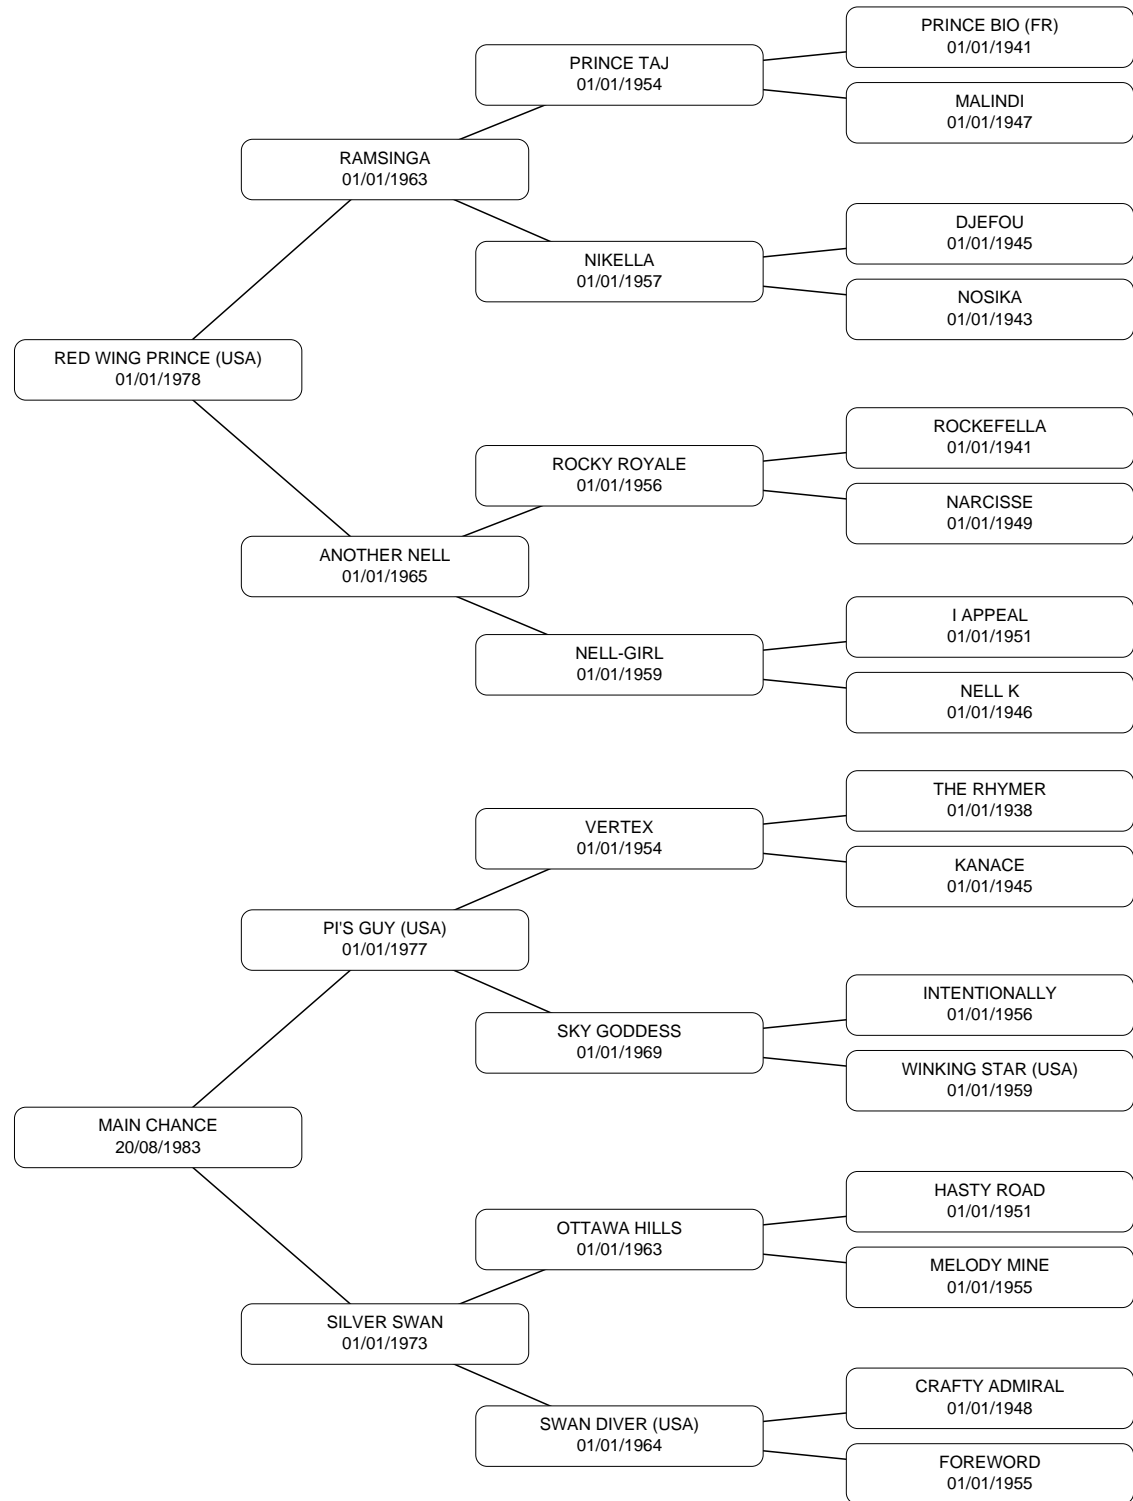 PRINCE BIO (FR)
01/01/1941
PRINCE TAJ
01/01/1954
MALINDI
01/01/1947
RAMSINGA
01/01/1963
DJEFOU
01/01/1945
NIKELLA
01/01/1957
NOSIKA
01/01/1943
RED WING PRINCE (USA)
01/01/1978
ROCKEFELLA
01/01/1941
ROCKY ROYALE
01/01/1956
NARCISSE
01/01/1949
ANOTHER NELL
01/01/1965
I APPEAL
01/01/1951
NELL-GIRL
01/01/1959
NELL K
01/01/1946
THE RHYMER
01/01/1938
VERTEX
01/01/1954
KANACE
01/01/1945
PI'S GUY (USA)
01/01/1977
INTENTIONALLY
01/01/1956
SKY GODDESS
01/01/1969
WINKING STAR (USA)
01/01/1959
MAIN CHANCE
20/08/1983
HASTY ROAD
01/01/1951
OTTAWA HILLS
01/01/1963
MELODY MINE
01/01/1955
SILVER SWAN
01/01/1973
CRAFTY ADMIRAL
01/01/1948
SWAN DIVER (USA)
01/01/1964
FOREWORD
01/01/1955